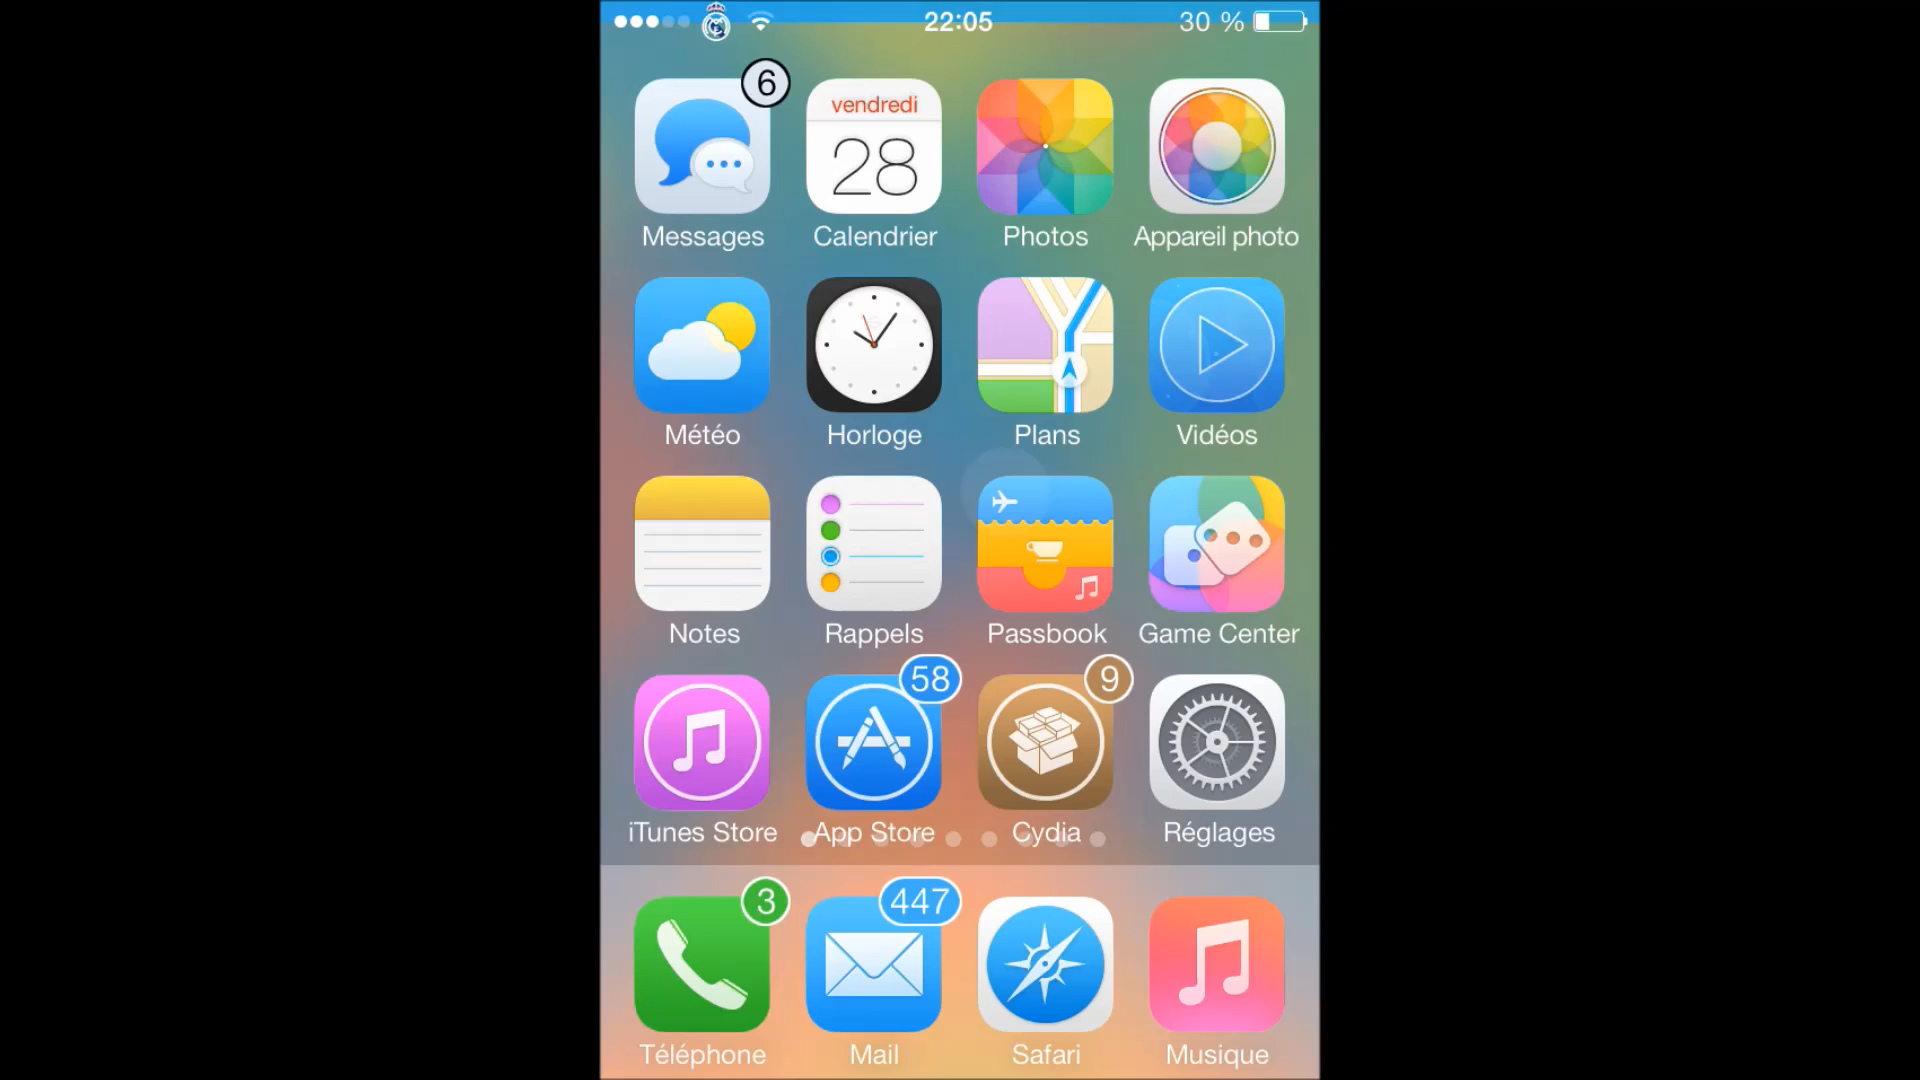 22:05
30 %
6
vendredi
28
Messages
Calendrier
Photos
Appareil photo
Météo
Horloge
Plans
Vidéos
Notes
Rappels
Passbook
Game Center
58
9
iTunes Store
App Store
Cydia
Réglages
3
447
Téléphone
Mail
Safari
Musique